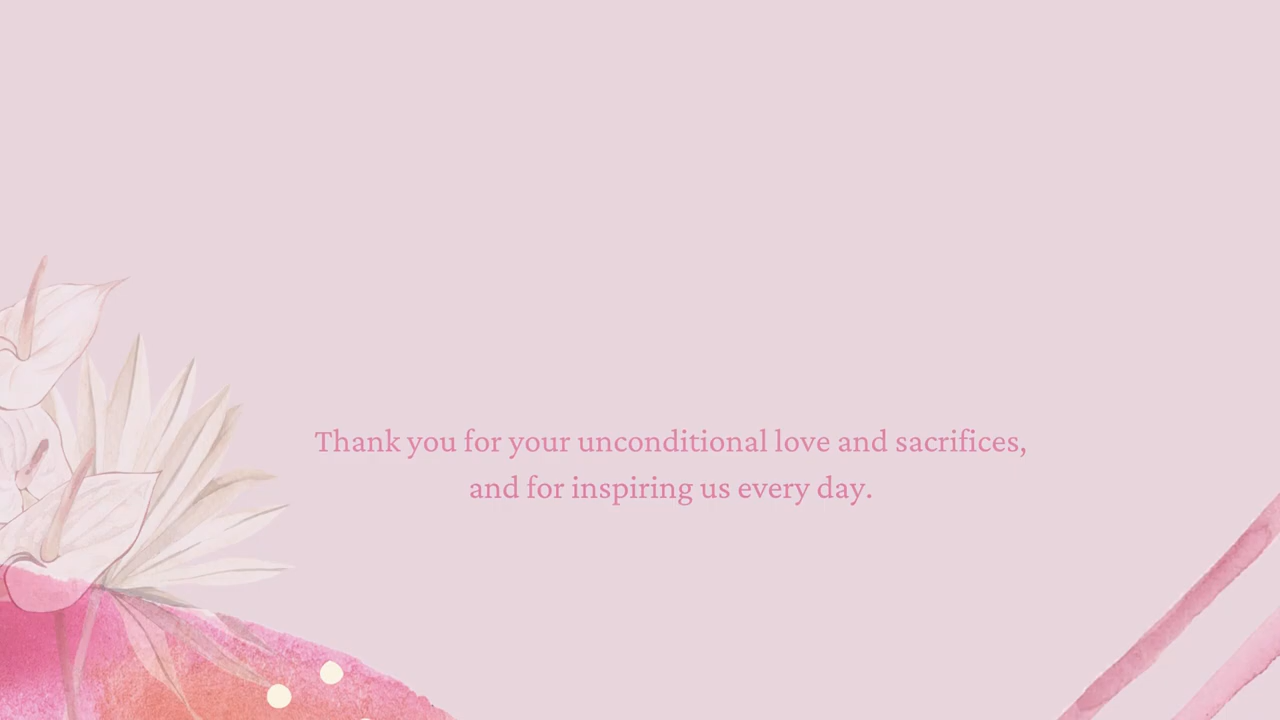 Thank you for your unconditional love and sacrifices,
and for inspiring us every day.